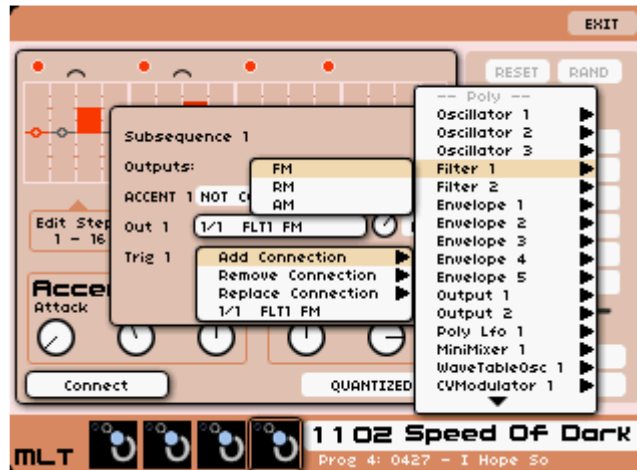 EXIT
RESET RAND
-- Poly --
Oscillator 1
Oscillator 2
Oscillator 3
Filter 1
Filter 2
Envelope 1
Envelope 2
Envelope 3
Envelope 4
Envelope 5
Output 1
Output 2
Poly Lfo 1
MiniMixer 1
WaveTableOsc 1
CVModulator 1
Subsequence 1
Outputs:
FM
RM
AM
ACCENT 1 NOT
Out 1 1/1 FLT1 FM
Trig 1
Add Connection
Remove Connection
Replace Connection
1/1 FLT1 FM
Edit
1 - 16
Attack
Connect
QUANTIZED
MLT
1102 Speed Of Dark
Prog 4: 0427 - I Hope So